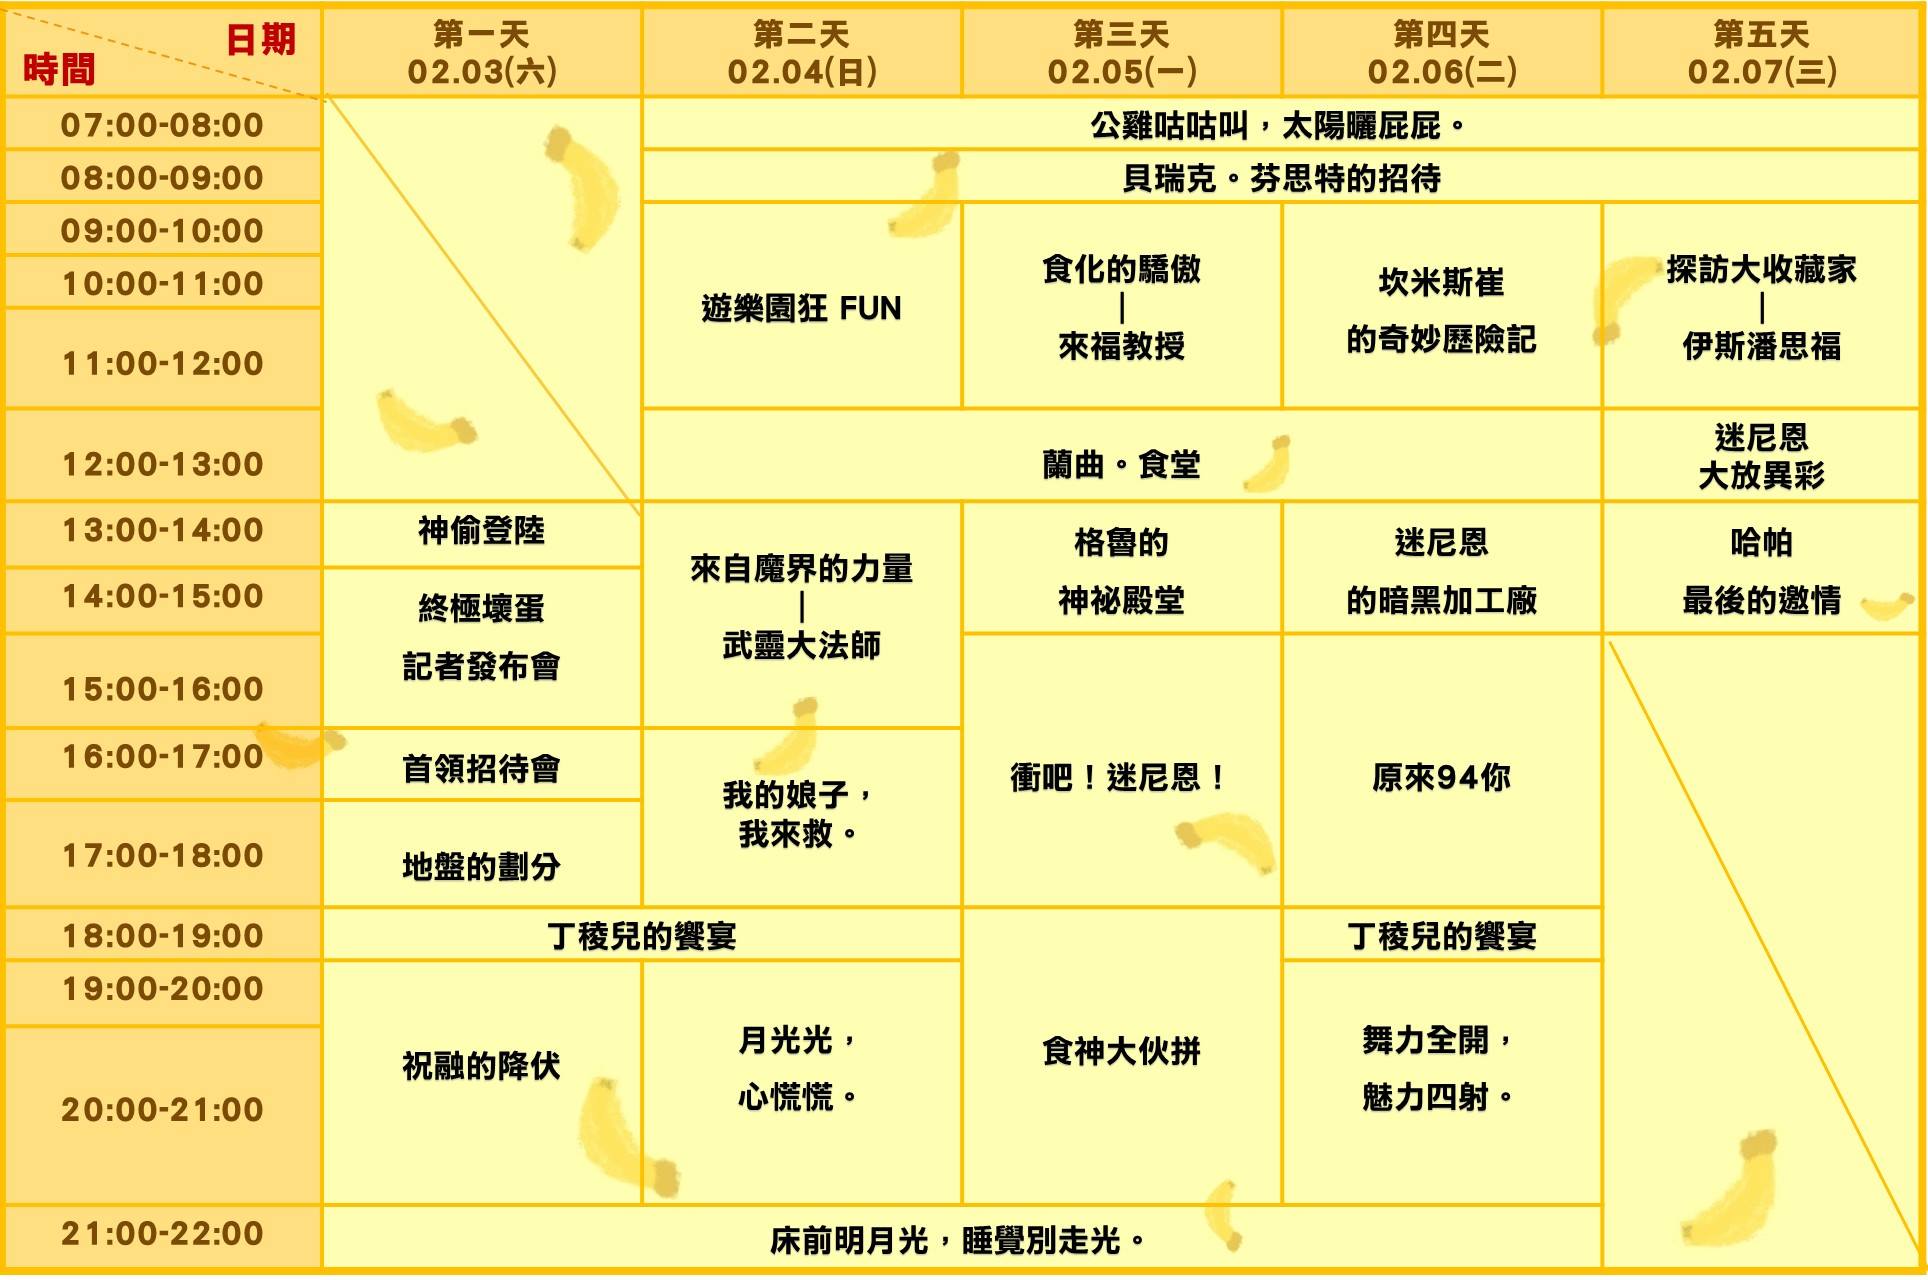 日期
時間
第一天
02.03(六)
第二天
02.04(日)
第三天
02.05(一)
第四天
02.06(二)
第五天
02.07(三)
07:00-08:00
公雞咕咕叫，太陽曬屁屁。
08:00-09:00
貝瑞克。芬思特的招待
09:00-10:00
10:00-11:00
11:00-12:00
遊樂園狂 FUN
食化的驕傲
|
來福教授
坎米斯崔
的奇妙歷險記
探訪大收藏家
|
伊斯潘思福
12:00-13:00
蘭曲。食堂
迷尼恩
大放異彩
13:00-14:00
神偷登陸
14:00-15:00
15:00-16:00
終極壞蛋
記者發布會
來自魔界的力量
|
武靈大法師
格魯的
神祕殿堂
迷尼恩
的暗黑加工廠
哈帕
最後的邀情
16:00-17:00
首領招待會
17:00-18:00
地盤的劃分
我的娘子，
我來救。
衝吧！迷尼恩！
原來94你
18:00-19:00
丁稜兒的饗宴
丁稜兒的饗宴
19:00-20:00
20:00-21:00
祝融的降伏
月光光，
心慌慌。
食神大伙拼
舞力全開，
魅力四射。
21:00-22:00
床前明月光，睡覺別走光。